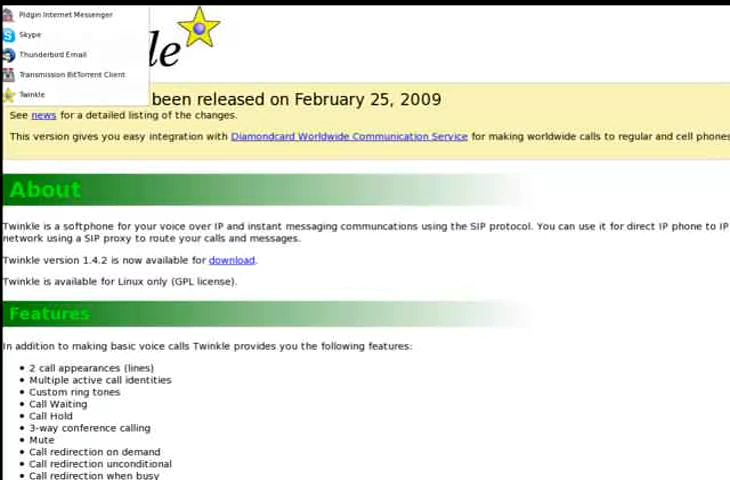 Pidgin Internet Messenger
Skype
Thunderbird Email
Transmission BitTorrent Client
Twinkle
le
been released on February 25, 2009
See news for a detailed listing of the changes.
This version gives you easy integration with Diamondcard Worldwide Communication Service for making worldwide calls to regular and cell phones
About
Twinkle is a softphone for your voice over IP and instant messaging communcations using the SIP protocol. You can use it for direct IP phone to IP
network using a SIP proxy to route your calls and messages.
Twinkle version 1.4.2 is now available for download.
Twinkle is available for Linux only (GPL license).
Features
In addition to making basic voice calls Twinkle provides you the following features:
• 2 call appearances (lines)
• Multiple active call identities
• Custom ring tones
• Call Waiting
• Call Hold
• 3-way conference calling
• Mute
• Call redirection on demand
• Call redirection unconditional
• Call redirection when busy